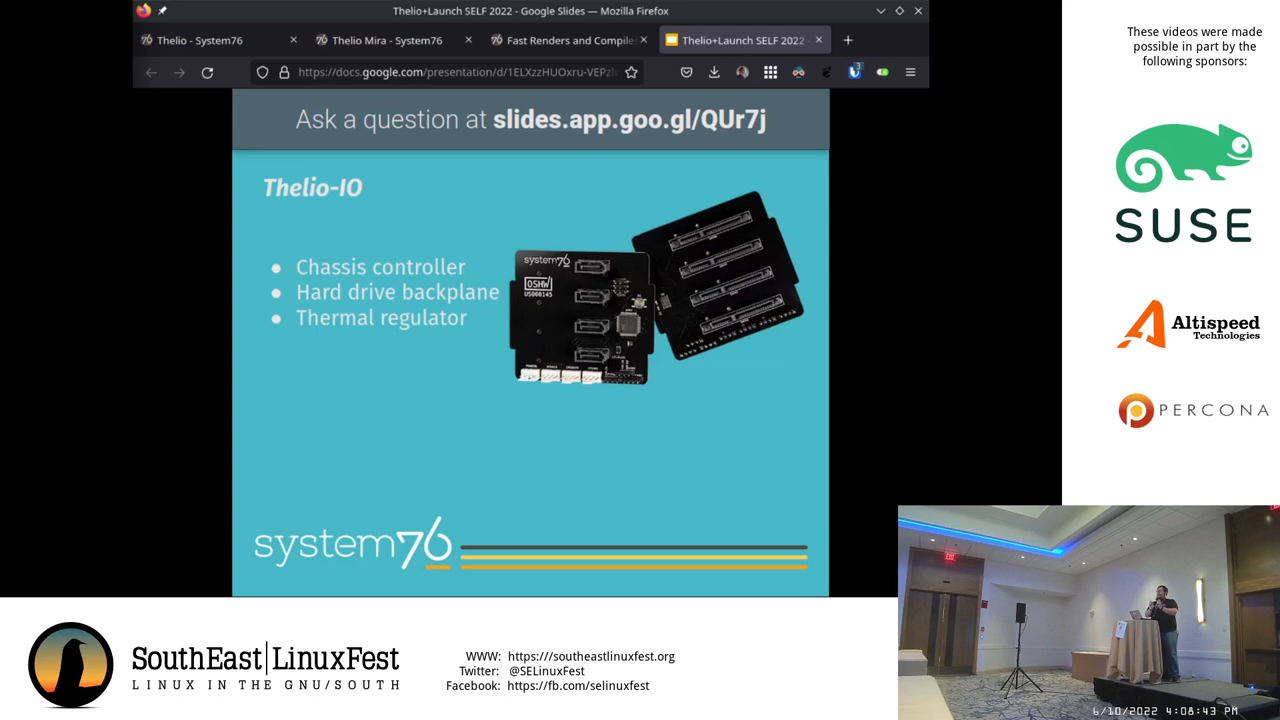 Thelio+Launch SELF 2022 - Google Slides — Mozilla Firefox
Thelio - System76
Thelio Mira - System76
Fast Renders and Compile
Thelio+Launch SELF 2022 -
https://docs.google.com/presentation/d/1ELXzzHUOxru-VEPz
Ask a question at slides.app.goo.gl/QUr7j
Thelio-IO
● Chassis controller
● Hard drive backplane
● Thermal regulator
system76
OSHW
US000145
system76
These videos were made
possible in part by the
following sponsors:
SUSE
Altispeed
Technologies
PERCONA
EXIT
6/10/2022 4:08:43 PM
SouthEast|LinuxFest
LINUX IN THE GNU/SOUTH
WWW: https:///southeastlinuxfest.org
Twitter: @SELinuxFest
Facebook: https://fb.com/selinuxfest